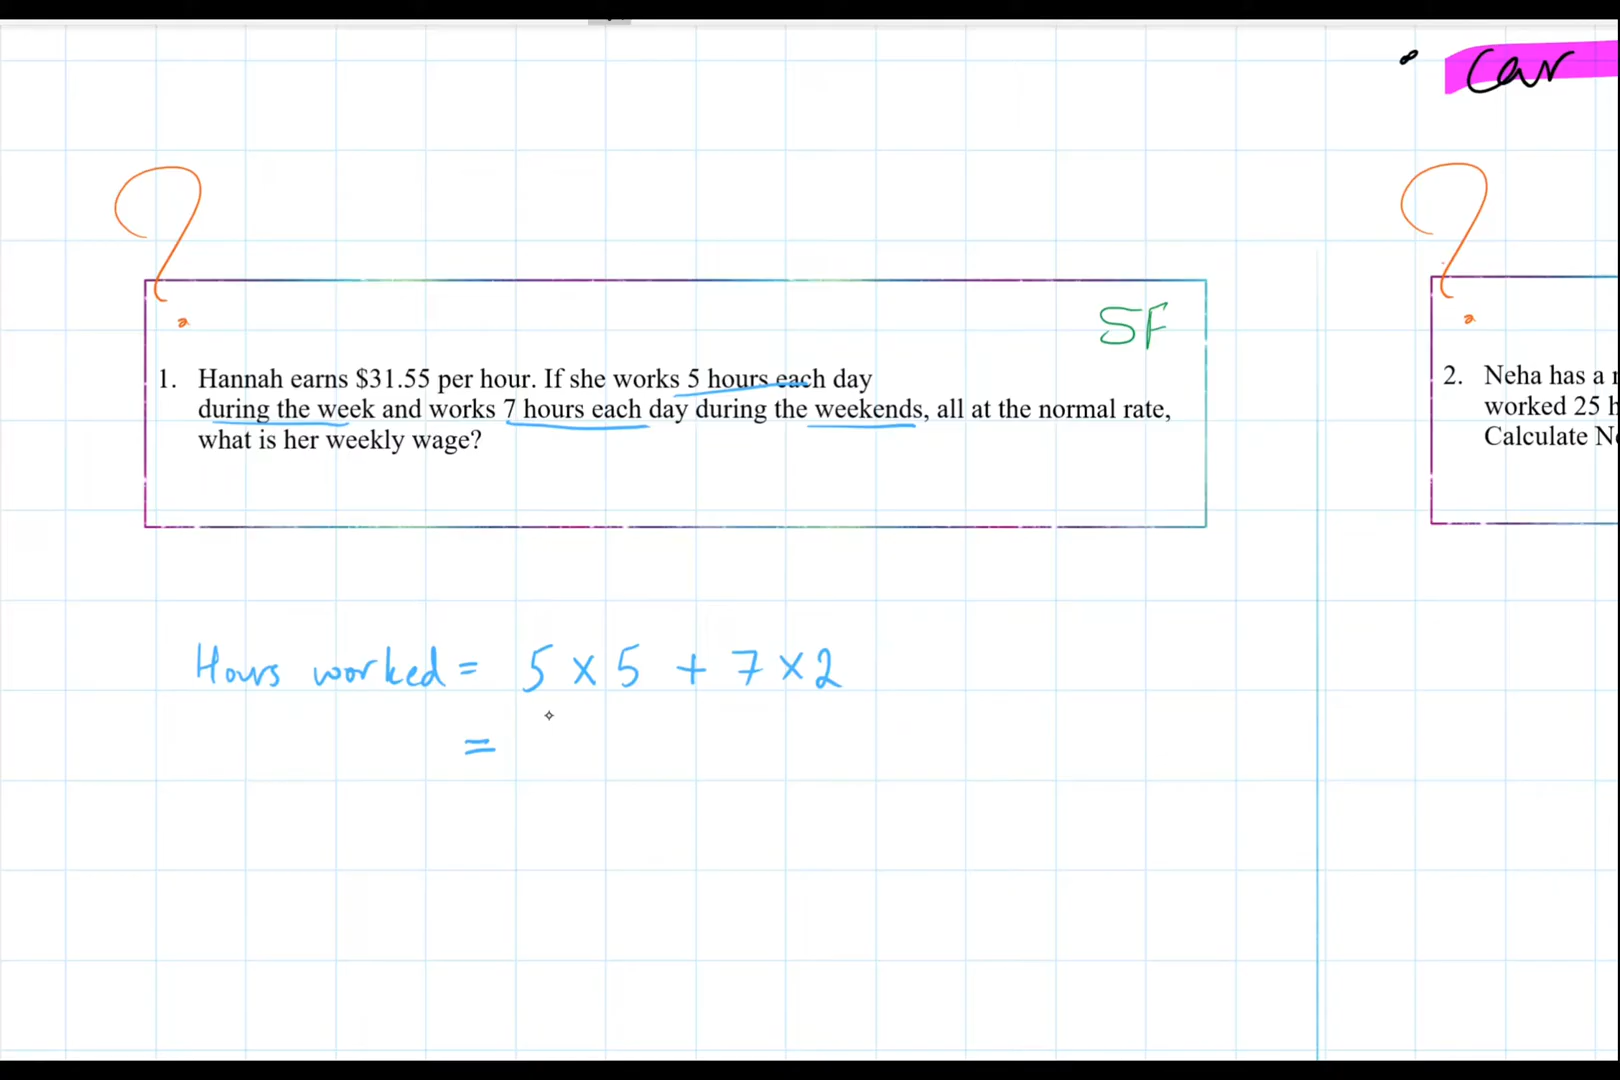 • Car
SF
1. Hannah earns $31.55 per hour. If she works 5 hours each day
during the week and works 7 hours each day during the weekends, all at the normal rate,
what is her weekly wage?
2. Neha has a
worked 25
Calculate
Hours worked = 5 × 5 + 7 × 2
=